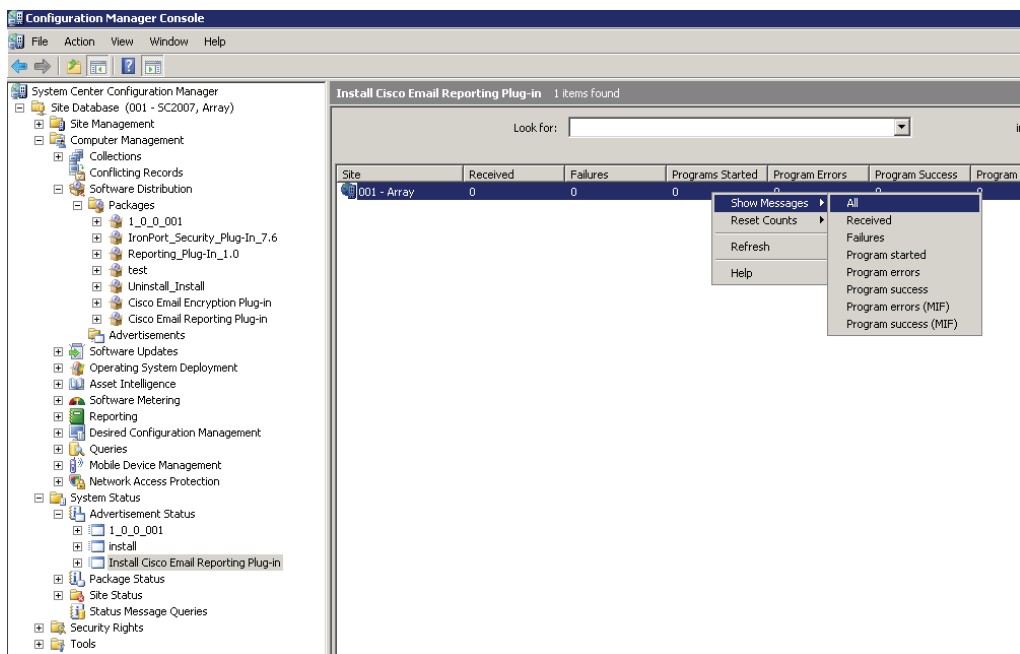 Configuration Manager Console
File Action View Window Help
System Center Configuration Manager
Site Database (001 - SC2007, Array)
Site Management
Computer Management
Collections
Conflicting Records
Software Distribution
Packages
1_0_0_001
IronPort_Security_Plug-In_7.6
Reporting_Plug-In_1.0
test
Uninstall_Install
Cisco Email Encryption Plug-in
Cisco Email Reporting Plug-in
Advertisements
Software Updates
Operating System Deployment
Asset Intelligence
Software Metering
Reporting
Desired Configuration Management
Queries
Mobile Device Management
Network Access Protection
System Status
Advertisement Status
1_0_0_001
install
Install Cisco Email Reporting Plug-in
Package Status
Site Status
Status Message Queries
Security Rights
Tools
Install Cisco Email Reporting Plug-in 1 items found
Look for:
Site Received Failures Programs Started Program Errors Program Success Program
001 - Array 0 0 0
Show Messages
Reset Counts
Refresh
Help
All
Received
Failures
Program started
Program errors
Program success
Program errors (MIF)
Program success (MIF)